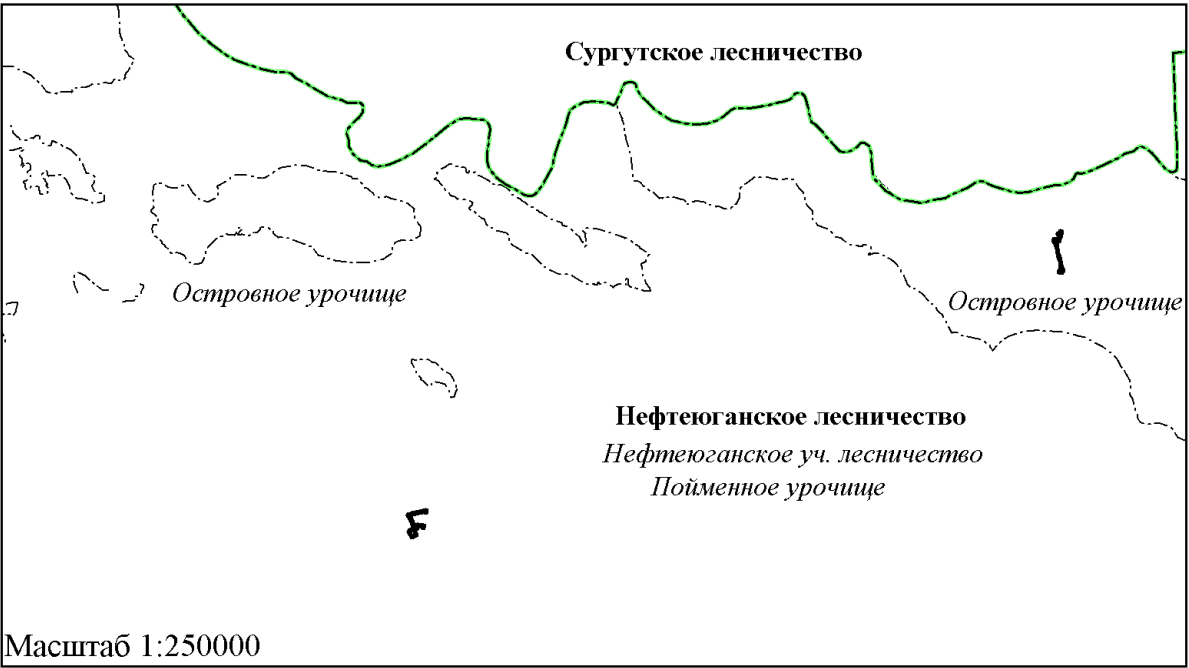 Сургутское лесничество
Островное урочище
Островное урочище
Нефтеюганское лесничество
Нефтеюганское уч. лесничество
Пойменное урочище
Масштаб 1:250000